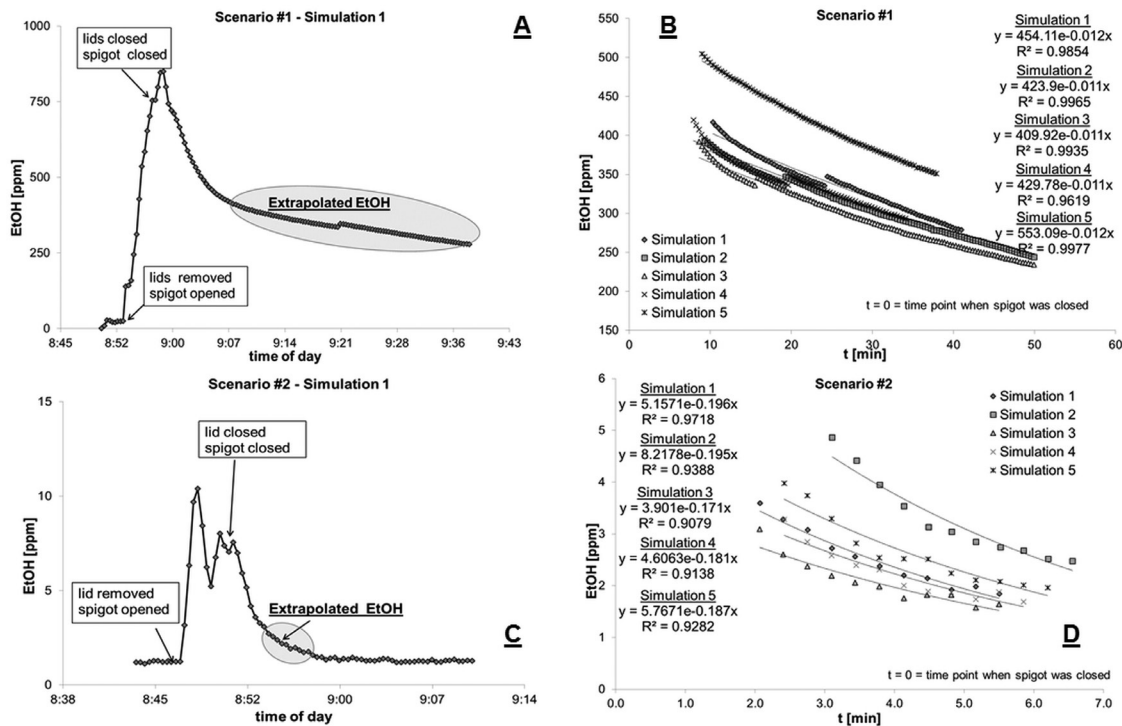 Scenario #1 - Simulation 1
A
1000
750
500
250
0
EtOH [ppm]
lids closed
spigot closed
Extrapolated EtOH
lids removed
spigot opened
8:45 8:52 9:00 9:07 9:14 9:21 9:28 9:36 9:43
time of day
Scenario #1
B
550
500
450
400
350
300
250
200
150
EtOH [ppm]
Simulation 1
y = 454.11e-0.012x
R² = 0.9854
Simulation 2
y = 423.9e-0.011x
R² = 0.9965
Simulation 3
y = 409.92e-0.011x
R² = 0.9935
Simulation 4
y = 429.78e-0.011x
R² = 0.9619
Simulation 5
y = 553.09e-0.012x
R² = 0.9977
Simulation 1
Simulation 2
Simulation 3
Simulation 4
Simulation 5
t = 0 = time point when spigot was closed
0 10 20 30 40 50 60
t [min]
Scenario #2 - Simulation 1
15
10
5
0
EtOH [ppm]
lid closed
spigot closed
lid removed
spigot opened
Extrapolated EtOH
C
8:38 8:45 8:52 9:00 9:07 9:14
time of day
Scenario #2
6
5
4
3
2
1
0
EtOH [ppm]
Simulation 1
y = 5.1571e-0.196x
R² = 0.9718
Simulation 2
y = 8.2178e-0.195x
R² = 0.9388
Simulation 3
y = 3.901e-0.171x
R² = 0.9079
Simulation 4
y = 4.6063e-0.181x
R² = 0.9138
Simulation 5
y = 5.7671e-0.187x
R² = 0.9282
Simulation 1
Simulation 2
Simulation 3
Simulation 4
Simulation 5
D
t = 0 = time point when spigot was closed
0.0 1.0 2.0 3.0 4.0 5.0 6.0 7.0
t [min]